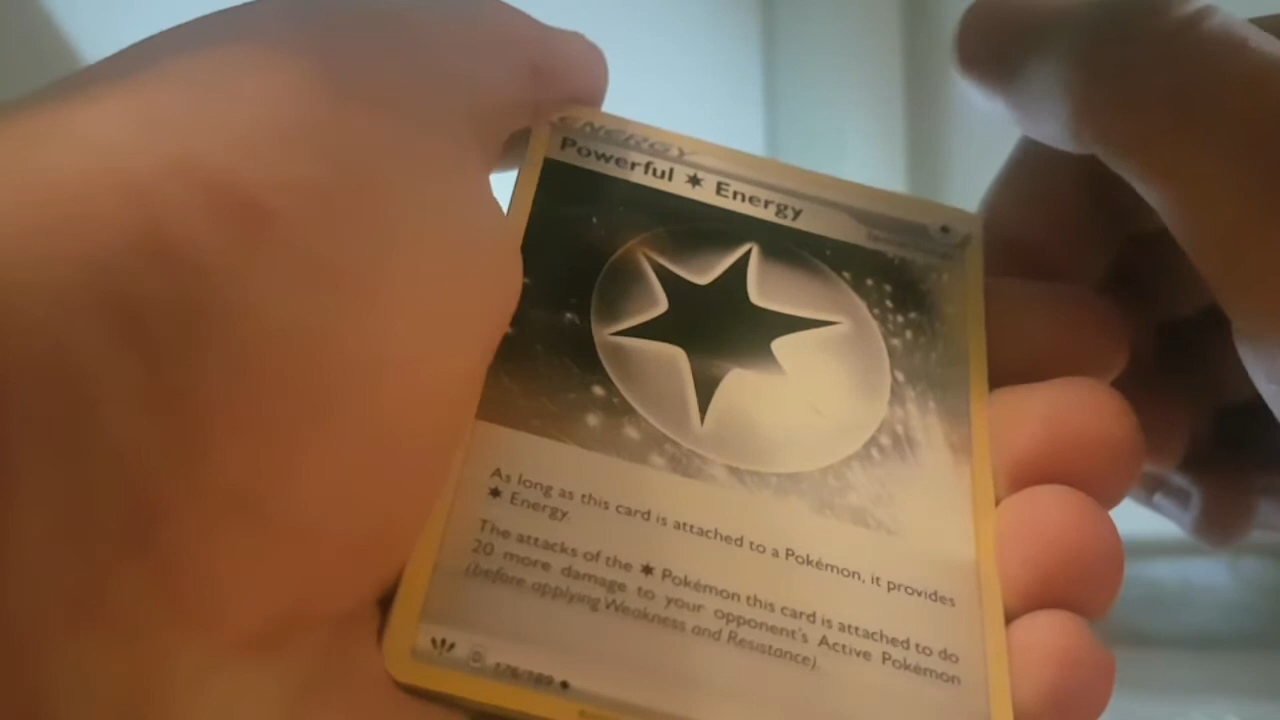 ENERGY
Powerful Energy
As long as this card is attached to a Pokémon, it provides
Energy.
The attacks of the Pokémon this card is attached to do
20 more damage to your opponent's Active Pokémon
(before applying Weakness and Resistance).
D 176/189